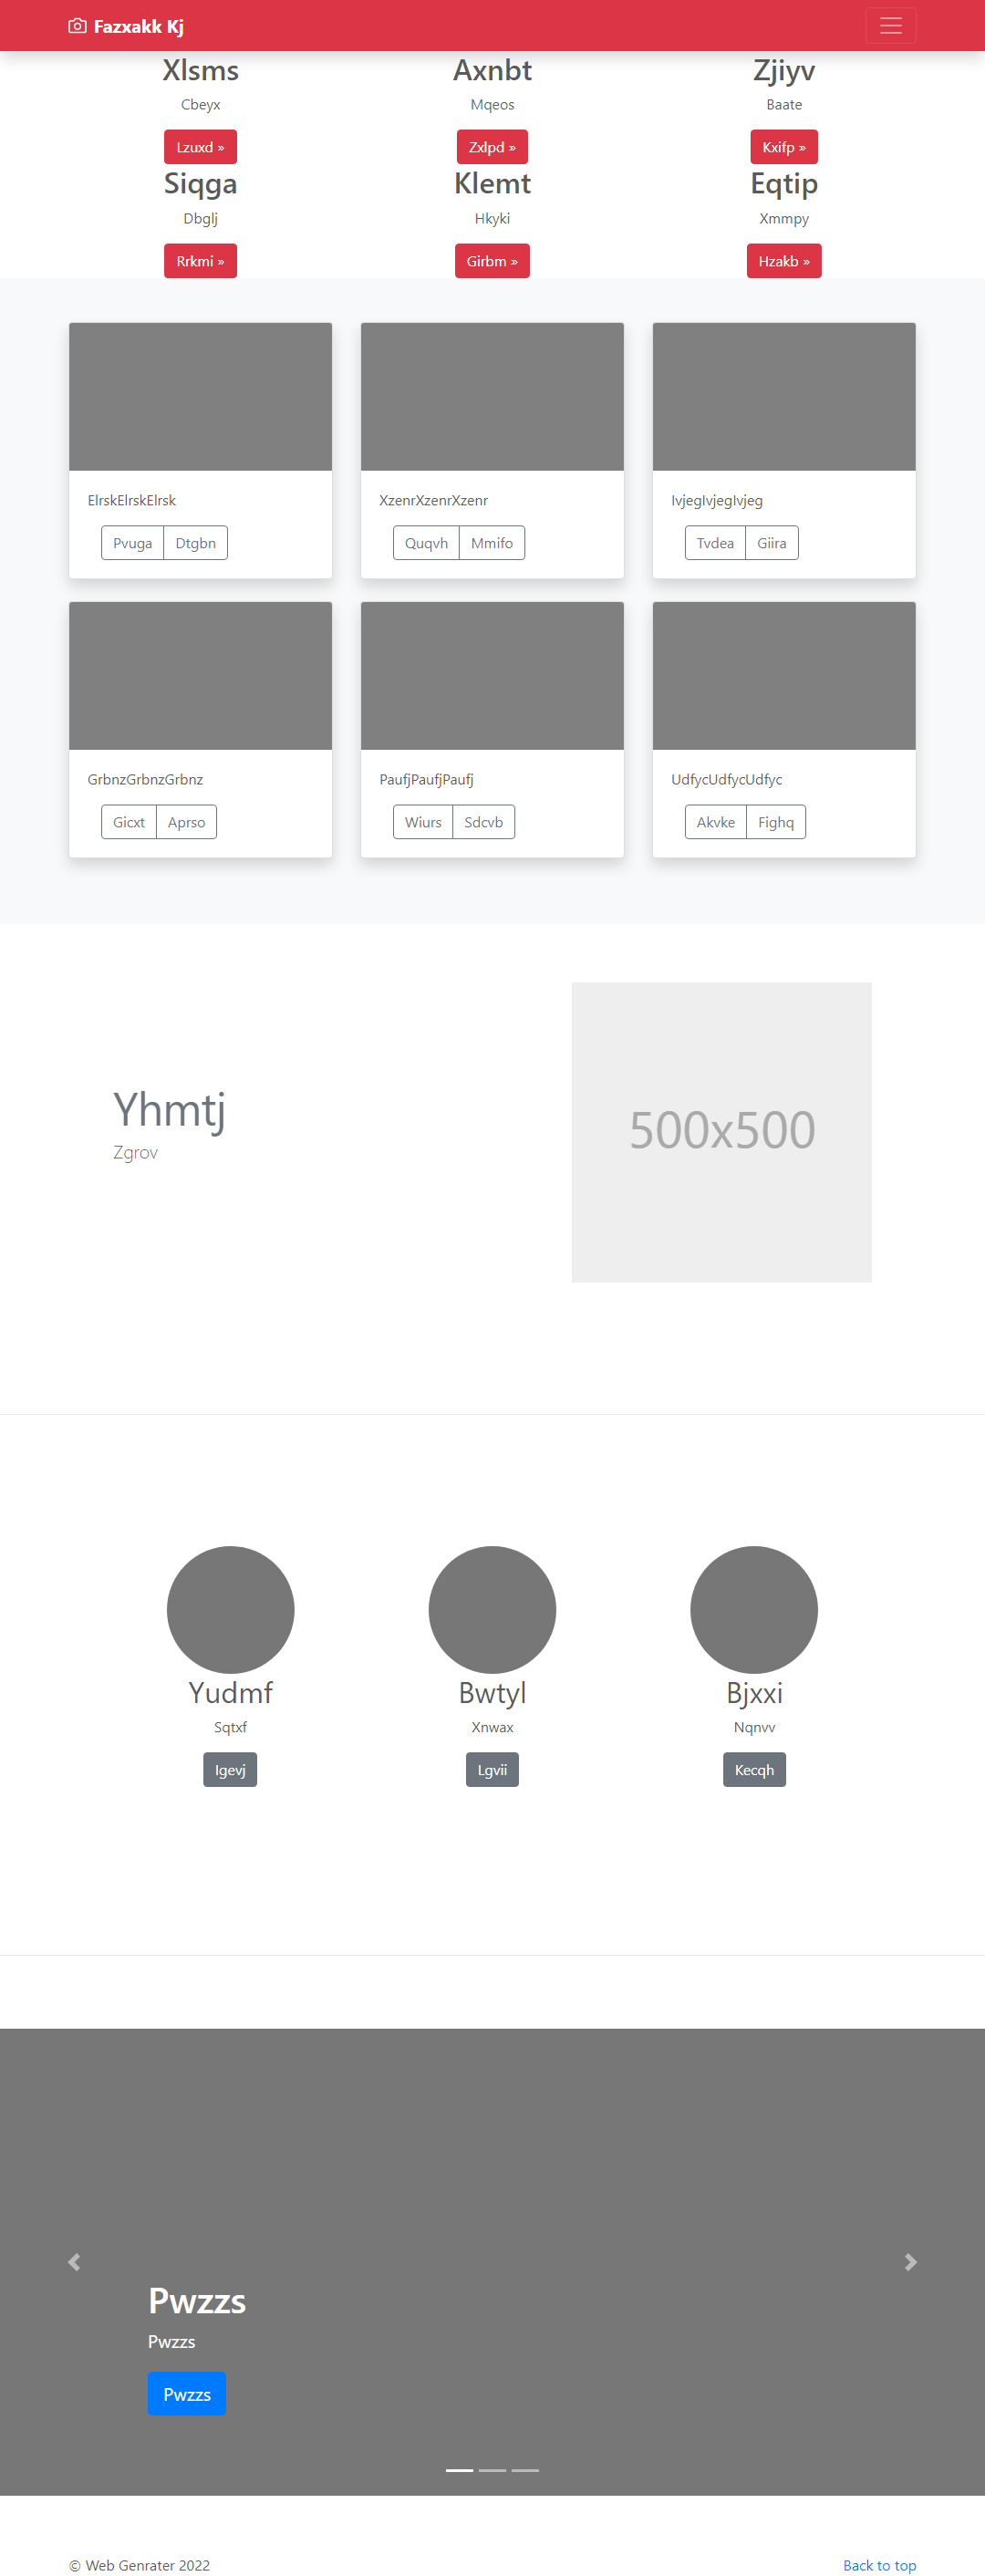 Fazxakk Kj
Xlsms Axnbt Zjiyv
Cbeyx Mqeos Baate
Lzuxd » Zxlpd » Kxifp »
Siqga Klemt Eqtip
Dbglj Hkyki Xmmpy
Rrkmi » Girbm » Hzakb »
ElrskElrskElrsk XzenrXzenrXzenr IvjegIvjegIvjeg
Pvuga Dtgbn Quqvh Mmifo Tvdea Giira
GrbnzGrbnzGrbnz PaufjPaufjPaufj UdfycUdfycUdfyc
Gicxt Aprso Wiurs Sdcvb Akvke Fighq
500x500
Yhmtj
Zgrov
Yudmf Bwtyl Bjxxi
Sqtxf Xnwax Nqnvv
Igevj Lgvii Kecqh
Pwzzs
Pwzzs
Pwzzs
© Web Genrater 2022 Back to top